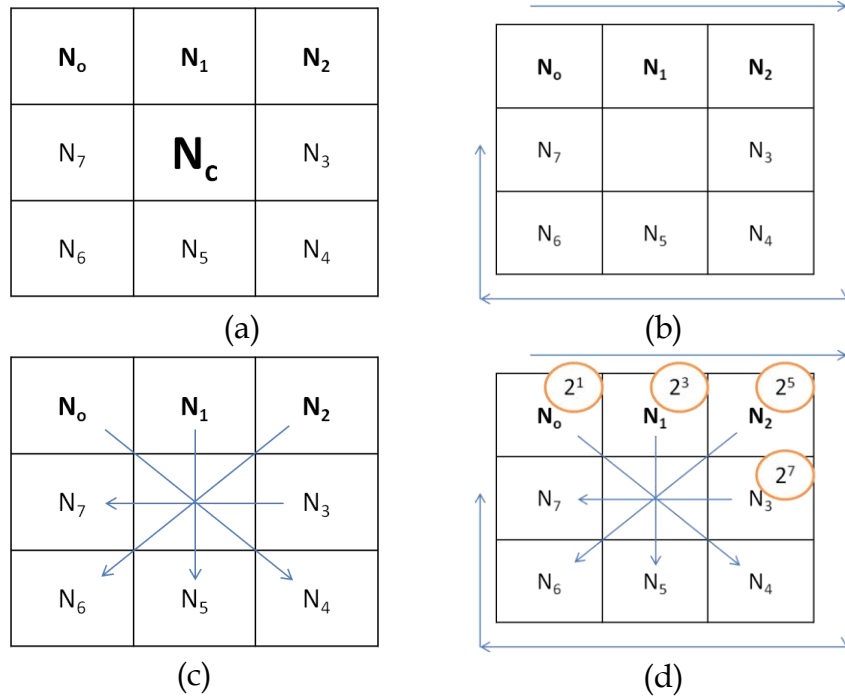 Nₒ N₁ N₂
N₇ N_c N₃
N₆ N₅ N₄
(a)
Nₒ N₁ N₂
N₇ N₃
N₆ N₅ N₄
(b)
Nₒ N₁ N₂
N₇ N₃
N₆ N₅ N₄
(c)
2¹ 2³ 2⁵
Nₒ N₁ N₂
2⁷
N₇ N₃
N₆ N₅ N₄
(d)